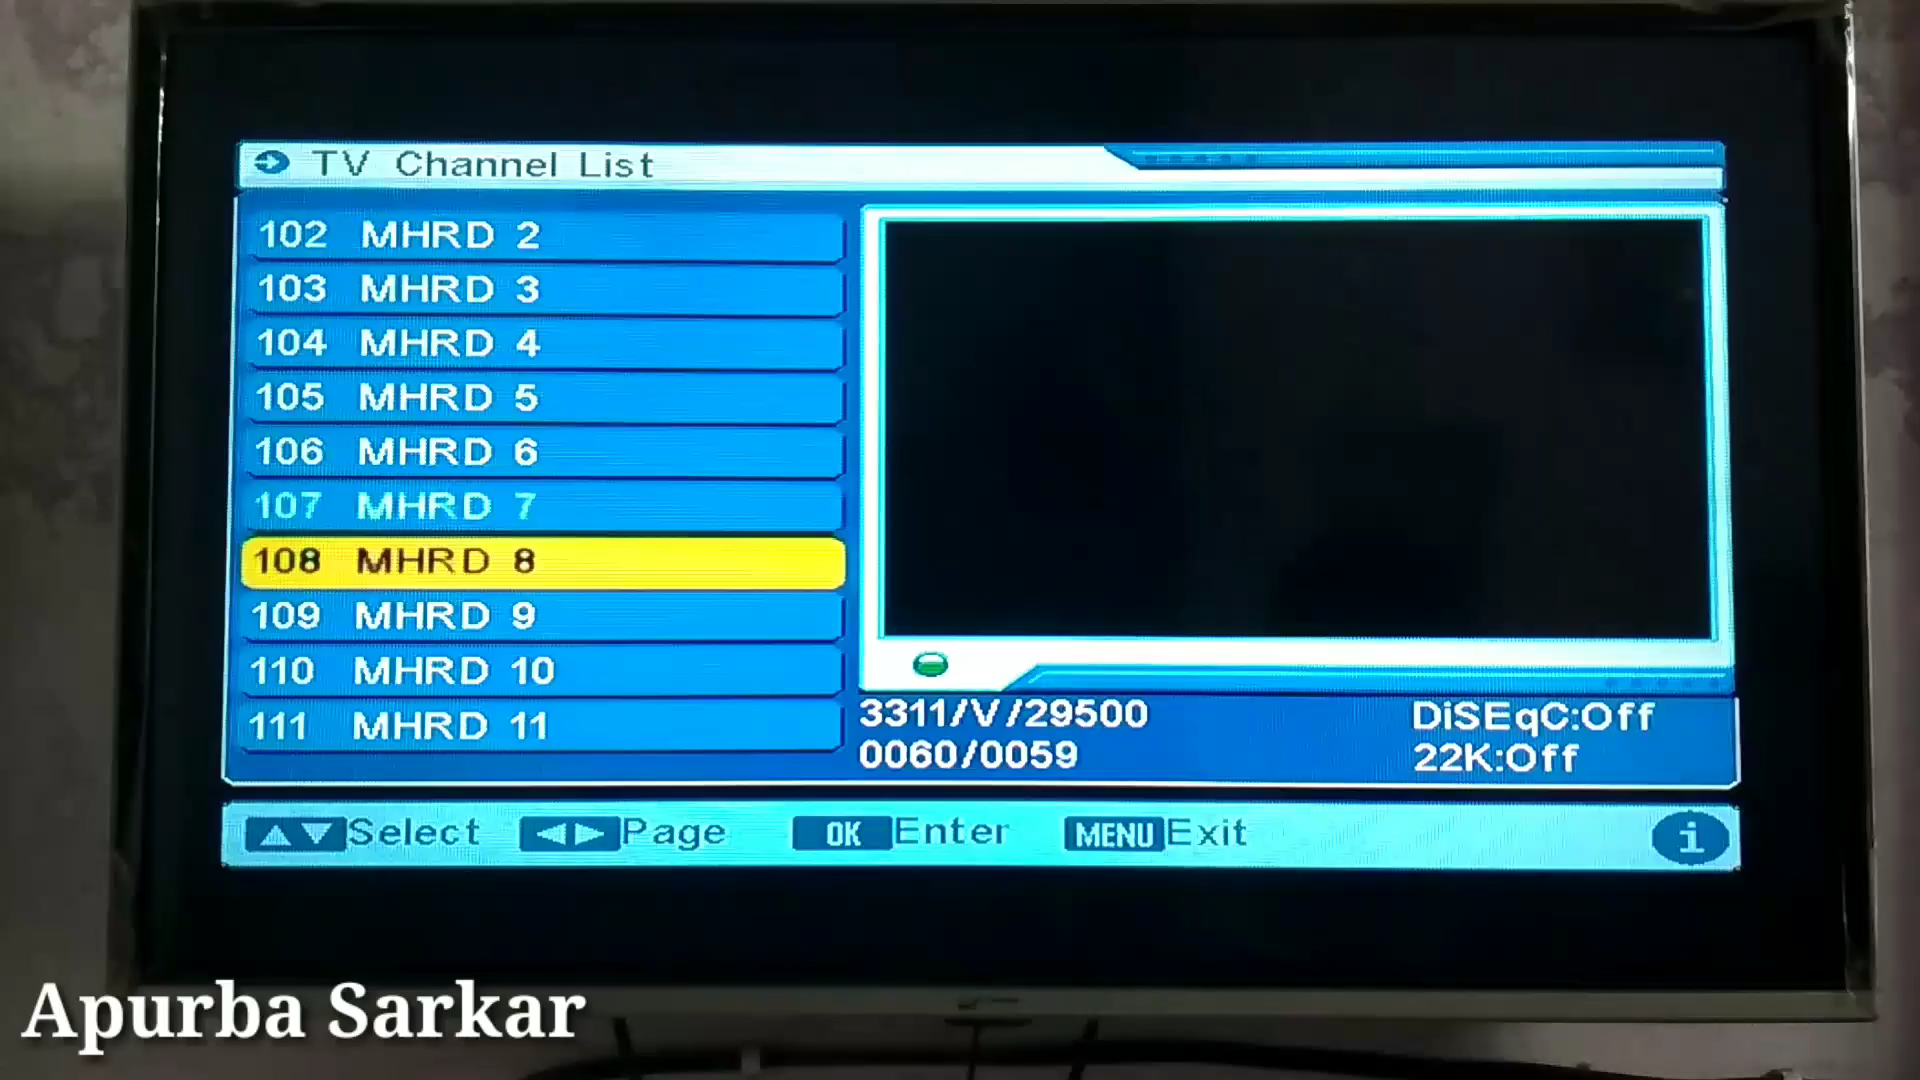 TV Channel List
102 MHRD 2
103 MHRD 3
104 MHRD 4
105 MHRD 5
106 MHRD 6
107 MHRD 7
108 MHRD 8
109 MHRD 9
110 MHRD 10
111 MHRD 11
3311/V/29500 DiSEqC:Off
0060/0059 22K:Off
Select Page OK Enter MENU Exit i
Apurba Sarkar